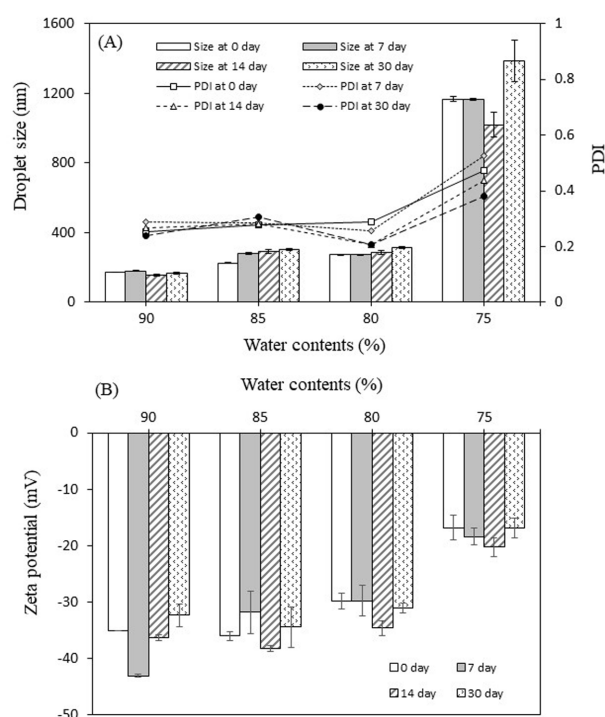 (A)
Size at 0 day
Size at 7 day
Size at 14 day
Size at 30 day
PDI at 0 day
PDI at 7 day
PDI at 14 day
PDI at 30 day
Droplet size (nm)
1600
1200
800
400
0
PDI
1
0.8
0.6
0.4
0.2
0
90 85 80 75
Water contents (%)
(B)
Water contents (%)
90 85 80 75
Zeta potential (mV)
0
-10
-20
-30
-40
-50
0 day
7 day
14 day
30 day